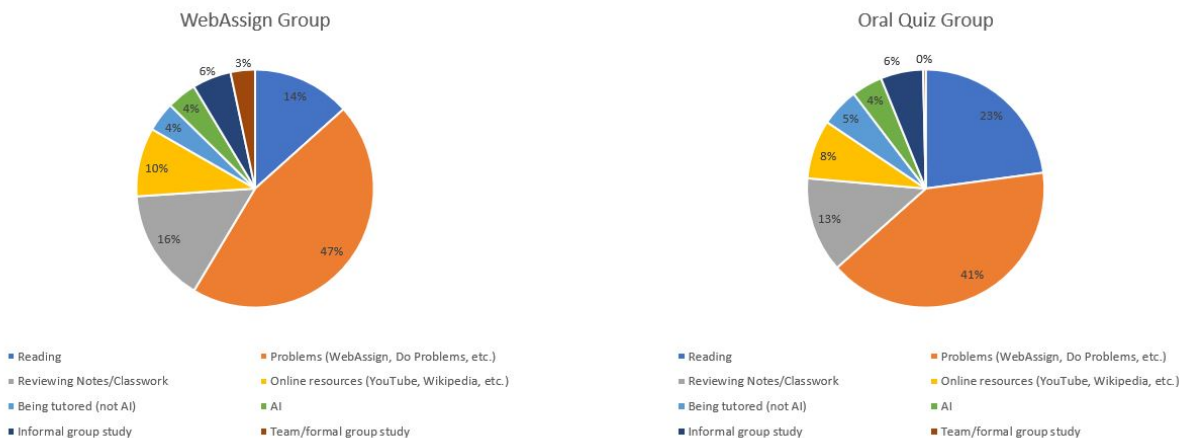 WebAssign Group
3%
6%
4%
4%
10%
16%
47%
14%
Reading
Problems (WebAssign, Do Problems, etc.)
Reviewing Notes/Classwork
Online resources (YouTube, Wikipedia, etc.)
Being tutored (not AI)
AI
Informal group study
Team/formal group study
Oral Quiz Group
0%
6%
4%
5%
8%
13%
41%
23%
Reading
Problems (WebAssign, Do Problems, etc.)
Reviewing Notes/Classwork
Online resources (YouTube, Wikipedia, etc.)
Being tutored (not AI)
AI
Informal group study
Team/formal group study